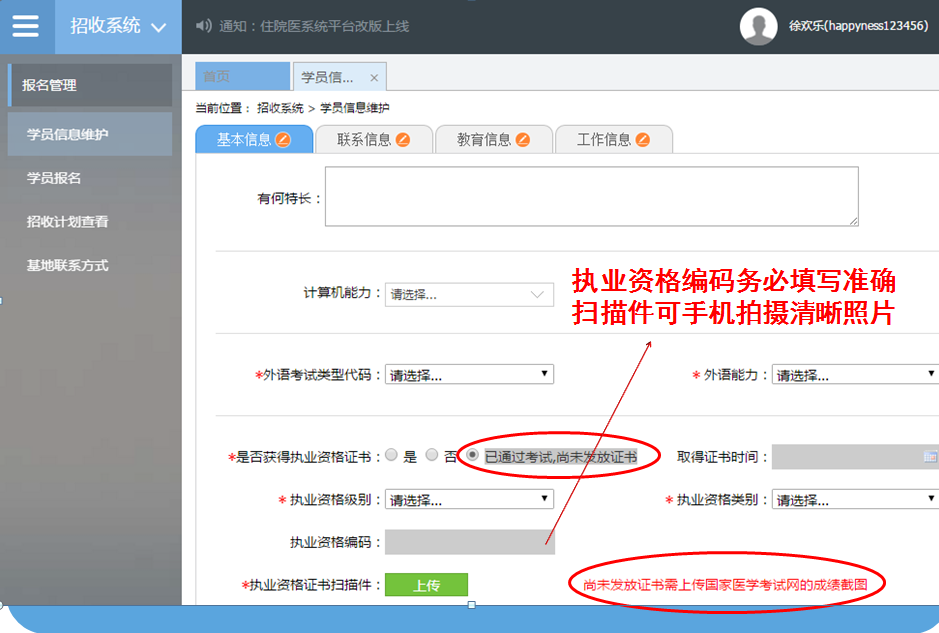 招收系统
通知：住院医系统平台改版上线
徐欢乐(happyness123456)
报名管理
学员信息维护
学员报名
招收计划查看
基地联系方式
首页
学员信...
当前位置： 招收系统 > 学员信息维护
基本信息
联系信息
教育信息
工作信息
有何特长：
计算机能力： 请选择...
执业资格编码务必填写准确
扫描件可手机拍摄清晰照片
*外语考试类型代码： 请选择...
*外语能力： 请选择...
*是否获得执业资格证书： 是 否 已通过考试,尚未发放证书
取得证书时间：
*执业资格级别： 请选择...
*执业资格类别： 请选择...
执业资格编码：
*执业资格证书扫描件： 上传
尚未发放证书需上传国家医学考试网的成绩截图